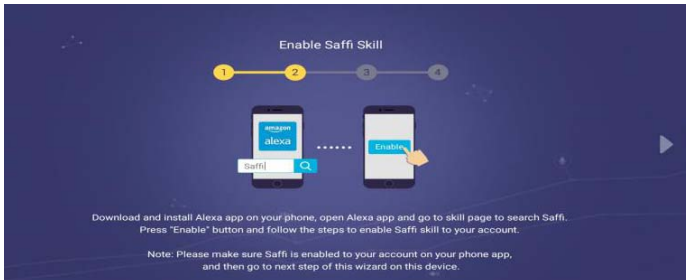 Enable Saffi Skill
1 2 3 4
amazon
alexa
Saffi
Enable
Download and install Alexa app on your phone, open Alexa app and go to skill page to search Saffi.
Press "Enable" button and follow the steps to enable Saffi skill to your account.
Note: Please make sure Saffi is enabled to your account on your phone app,
and then go to next step of this wizard on this device.